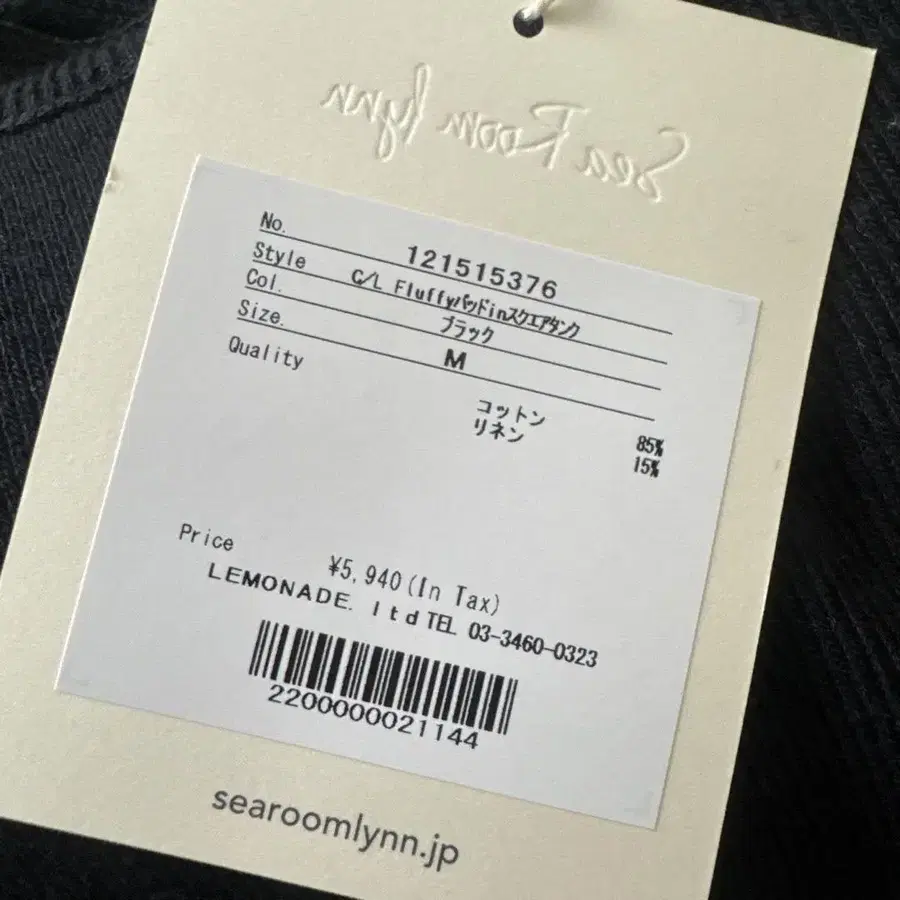 Sea Room lynn
No. 121515376
Style C/L Fluffyパッドinスクエアタンク
Col. ブラック
Size. M
Quality
コットン 85%
リネン 15%
Price ¥5,940(In Tax)
LEMONADE. ltd TEL 03-3460-0323
2200000021144
searoomlynn.jp